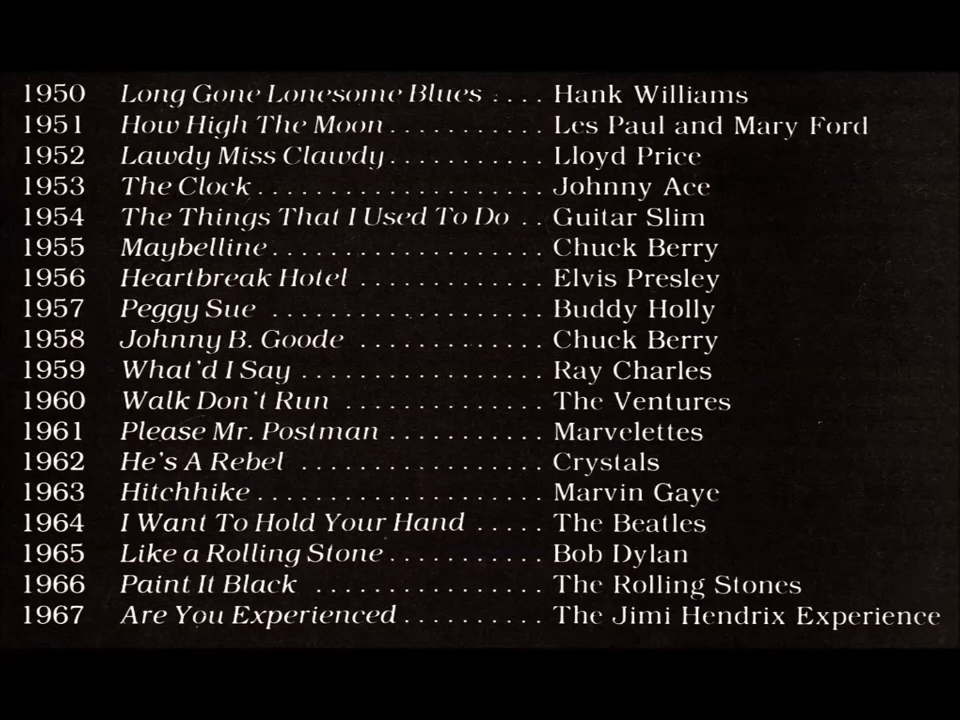 1950 Long Gone Lonesome Blues .... Hank Williams
1951 How High The Moon........... Les Paul and Mary Ford
1952 Lawdy Miss Clawdy........... Lloyd Price
1953 The Clock..................... Johnny Ace
1954 The Things That I Used To Do .. Guitar Slim
1955 Maybelline.................... Chuck Berry
1956 Heartbreak Hotel ............. Elvis Presley
1957 Peggy Sue .................... Buddy Holly
1958 Johnny B. Goode .............. Chuck Berry
1959 What'd I Say .................. Ray Charles
1960 Walk Don't Run ............... The Ventures
1961 Please Mr. Postman ........... Marvelettes
1962 He's A Rebel .................. Crystals
1963 Hitchhike..................... Marvin Gaye
1964 I Want To Hold Your Hand ..... The Beatles
1965 Like a Rolling Stone........... Bob Dylan
1966 Paint It Black ................ The Rolling Stones
1967 Are You Experienced.......... The Jimi Hendrix Experience